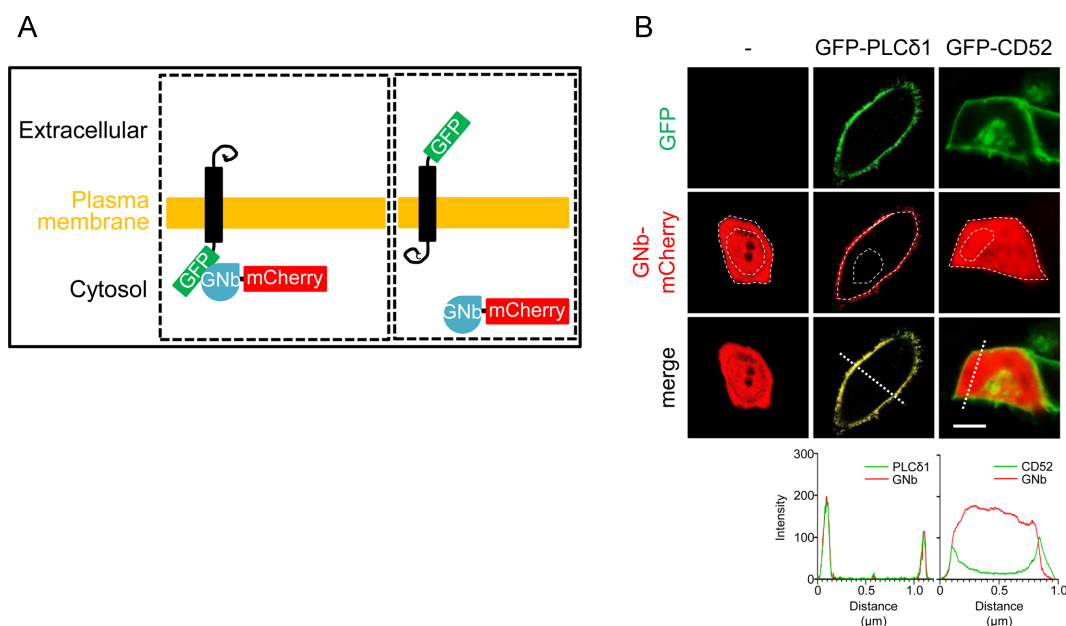 A
Extracellular
Plasma
membrane
Cytosol
GFP
GNb
mCherry
GFP
GNb
mCherry
B
-
GFP-PLCδ1
GFP-CD52
GFP
GNb-
mCherry
merge
300
200
100
0
Intensity
PLCδ1
GNb
CD52
GNb
0
0.5
1.0
0
0.5
1.0
Distance
(µm)
Distance
(µm)